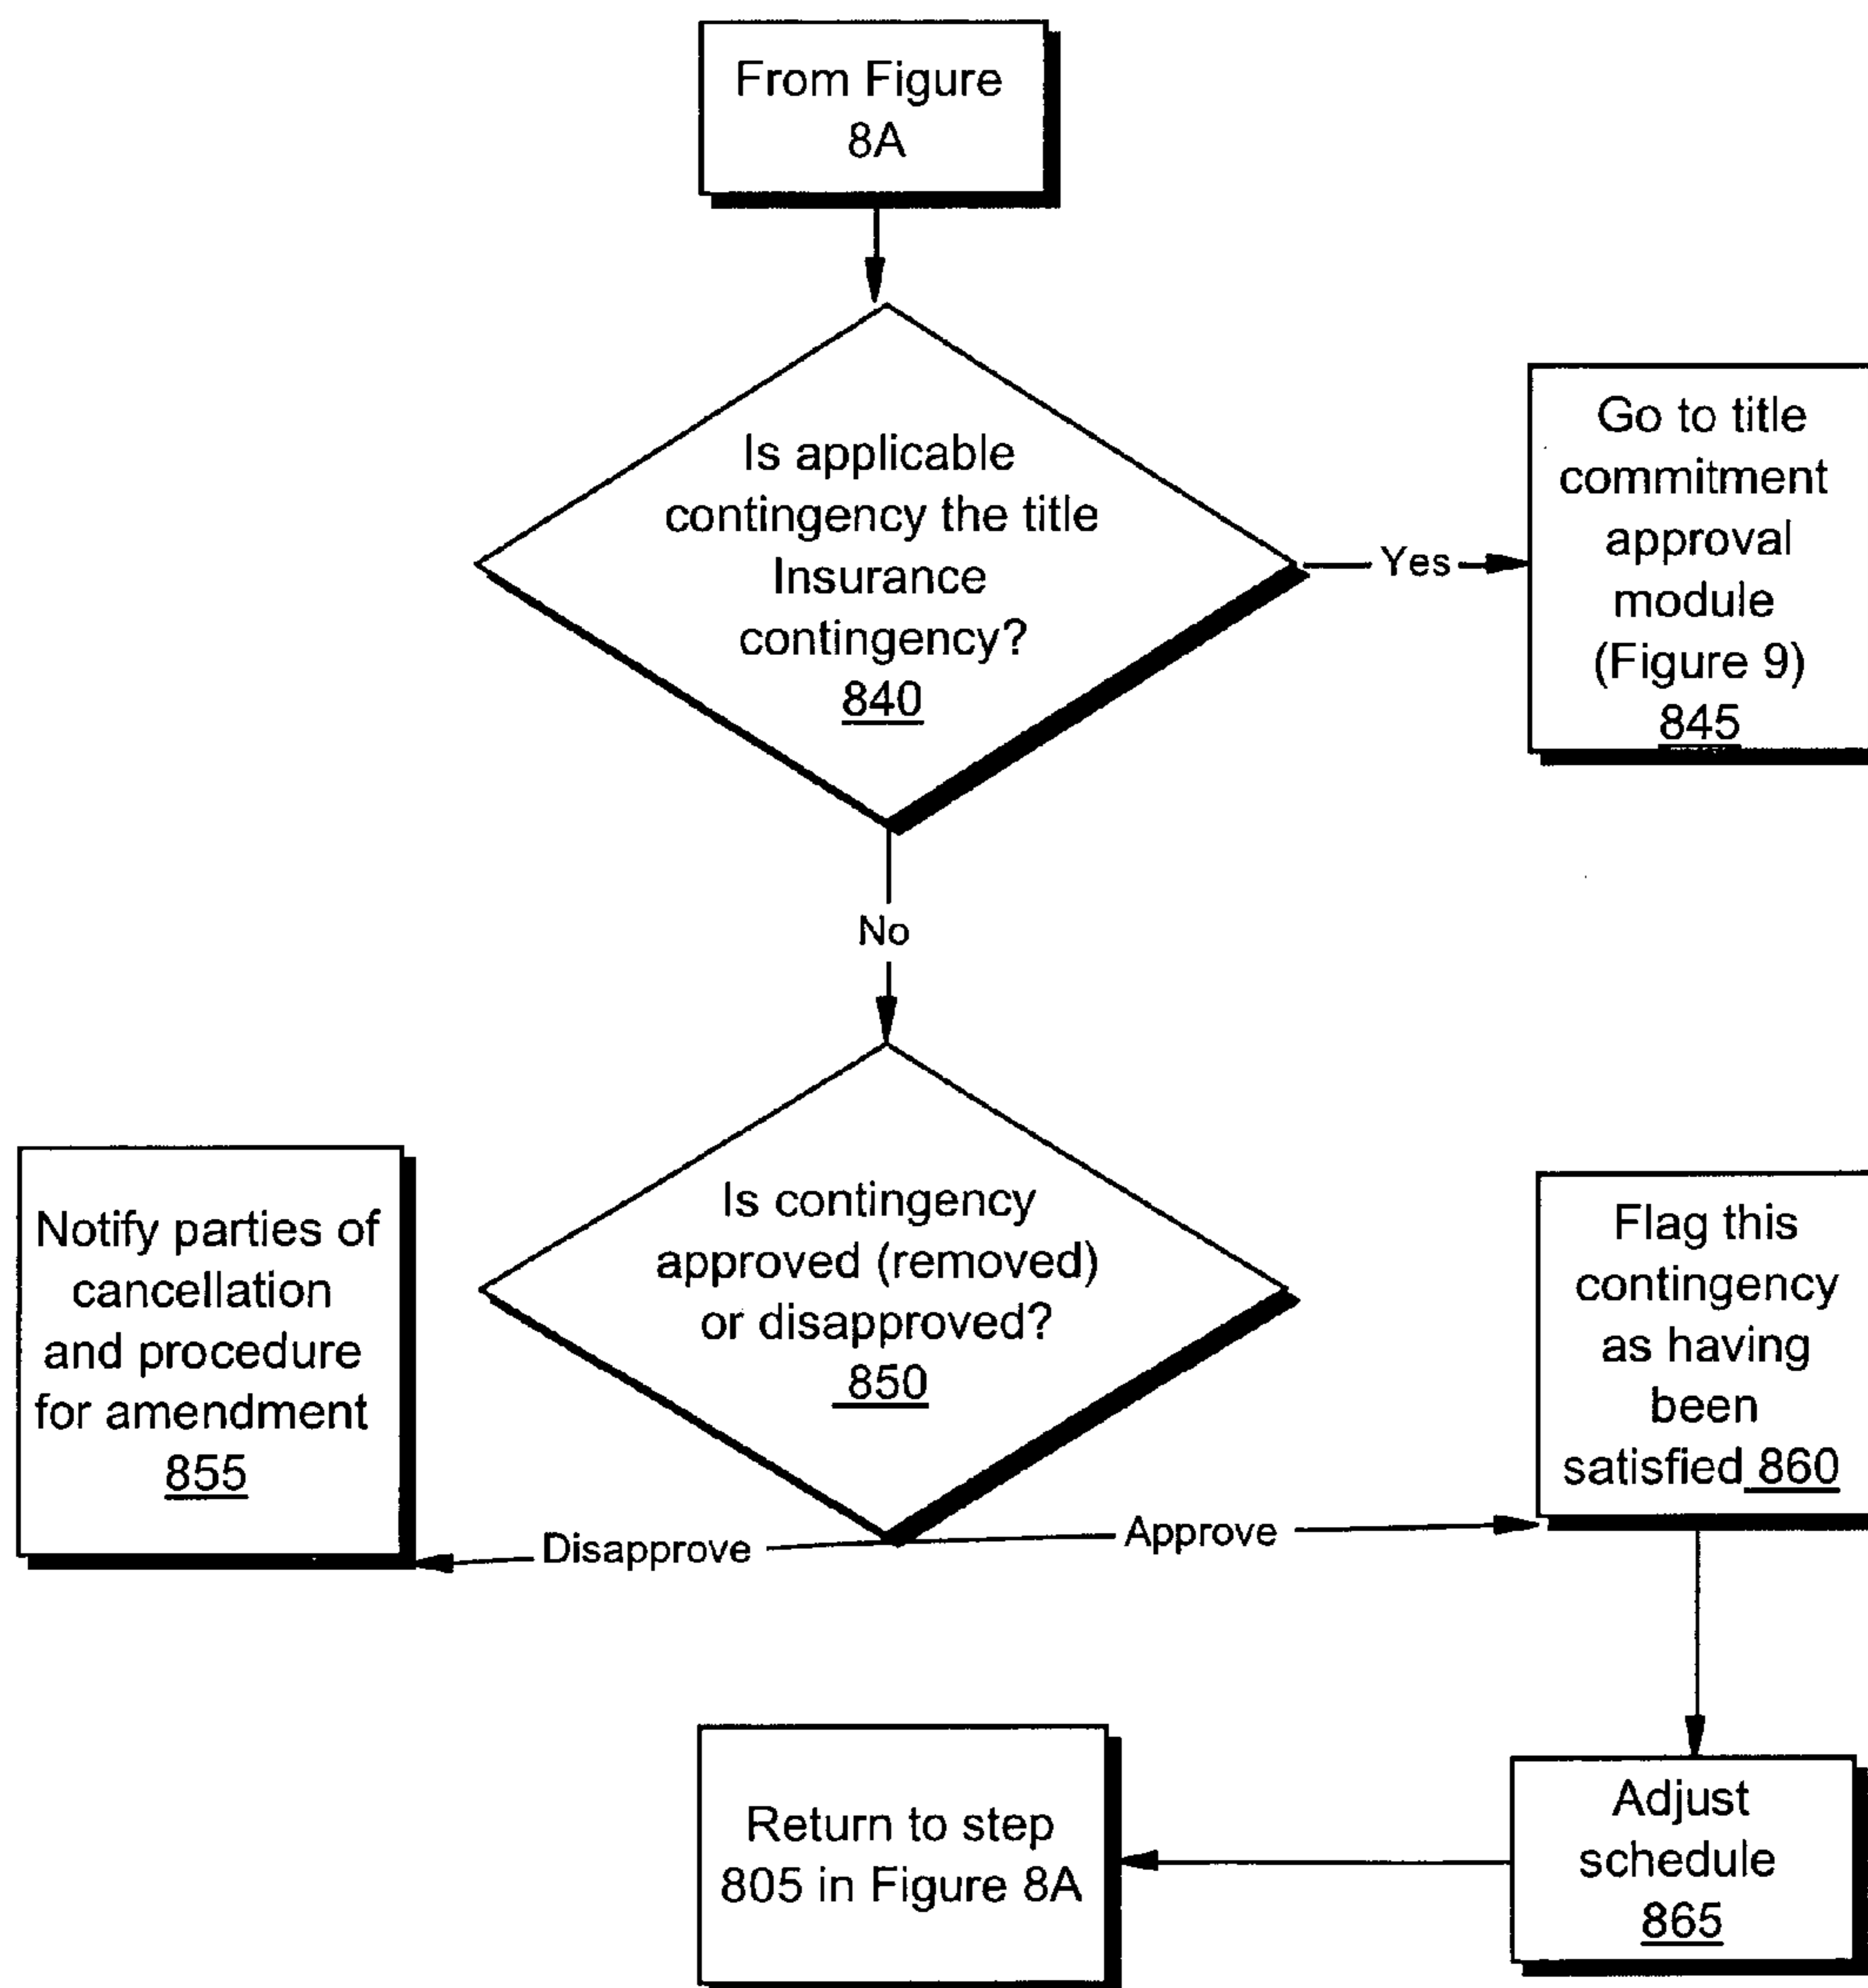 From Figure
8A
Is applicable
contingency the title
Insurance
contingency?
840
Yes
Go to title
commitment
approval
module
(Figure 9)
845
No
Is contingency
approved (removed)
or disapproved?
850
Disapprove
Approve
Notify parties of
cancellation
and procedure
for amendment
855
Flag this
contingency
as having
been
satisfied 860
Adjust
schedule
865
Return to step
805 in Figure 8A